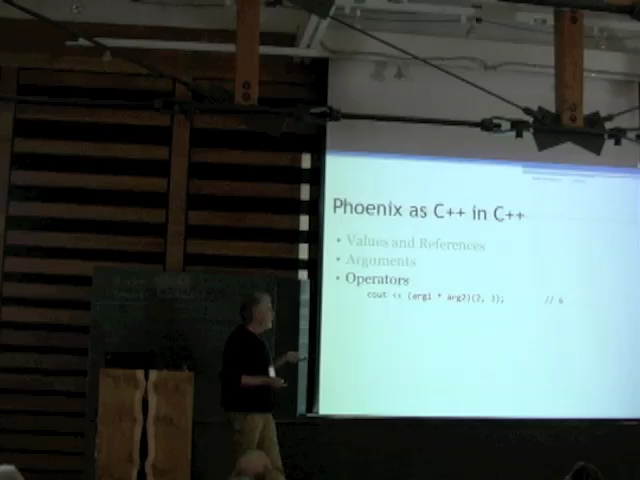 Phoenix as C++ in C++
• Values and References
• Arguments
• Operators
cout << (arg1 * arg2)(2, 3); // 6